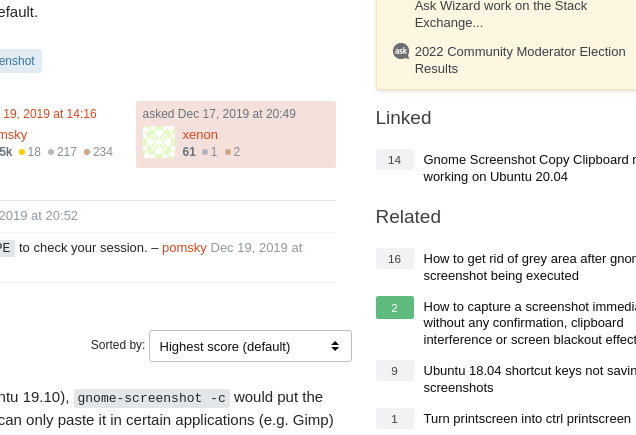 efault.
enshot
19, 2019 at 14:16
msky
5k 18 217 234
asked Dec 17, 2019 at 20:49
xenon
61 1 2
2019 at 20:52
PE to check your session. – pomsky Dec 19, 2019 at
Sorted by: Highest score (default)
ntu 19.10), gnome-screenshot -c would put the
can only paste it in certain applications (e.g. Gimp)
Ask Wizard work on the Stack
Exchange...
ask 2022 Community Moderator Election
Results
Linked
14 Gnome Screenshot Copy Clipboard n
working on Ubuntu 20.04
Related
16 How to get rid of grey area after gnom
screenshot being executed
2 How to capture a screenshot immedia
without any confirmation, clipboard
interference or screen blackout effect
9 Ubuntu 18.04 shortcut keys not savin
screenshots
1 Turn printscreen into ctrl printscreen